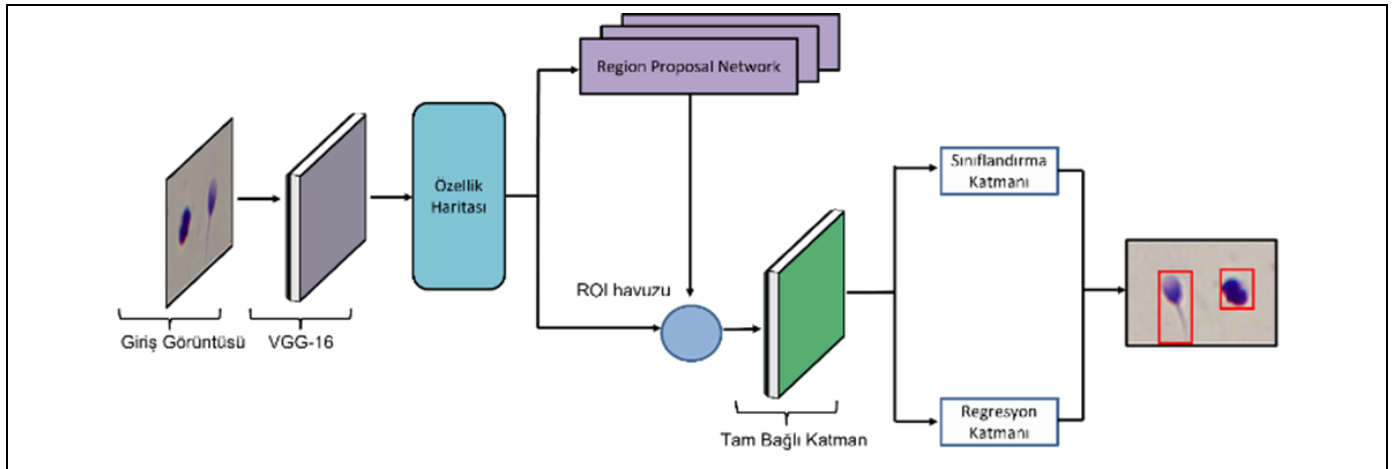 Region Proposal Network
Özellik
Haritası
Sınıflandırma
Katmanı
ROI havuzu
Giriş Görüntüsü
VGG-16
Tam Bağlı Katman
Regresyon
Katmanı